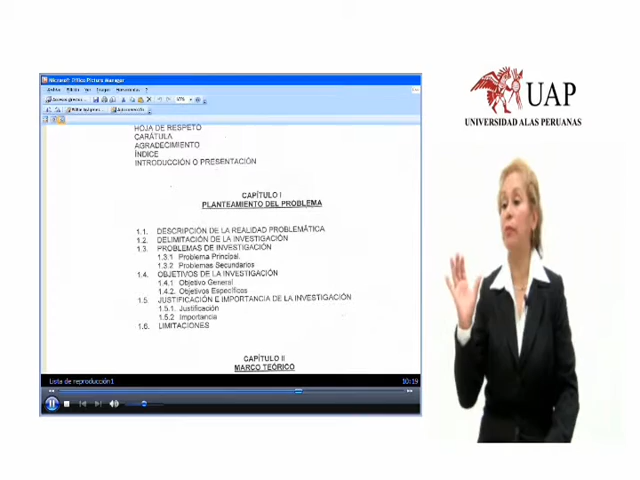 Microsoft Office Picture Manager
HOJA DE RESPETO
CARÁTULA
AGRADECIMIENTO
ÍNDICE
INTRODUCCIÓN O PRESENTACIÓN
CAPÍTULO I
PLANTEAMIENTO DEL PROBLEMA
1.1. DESCRIPCIÓN DE LA REALIDAD PROBLEMÁTICA
1.2. DELIMITACIÓN DE LA INVESTIGACIÓN
1.3. PROBLEMAS DE INVESTIGACIÓN
1.3.1 Problema Principal.
1.3.2 Problemas Secundarios
1.4. OBJETIVOS DE LA INVESTIGACIÓN
1.4.1 Objetivo General
1.4.2. Objetivos Específicos
1.5. JUSTIFICACIÓN E IMPORTANCIA DE LA INVESTIGACIÓN
1.5.1. Justificación
1.5.2 Importancia
1.6. LIMITACIONES
CAPÍTULO II
MARCO TEÓRICO
Lista de reproducción1
10:19
UAP
UNIVERSIDAD ALAS PERUANAS